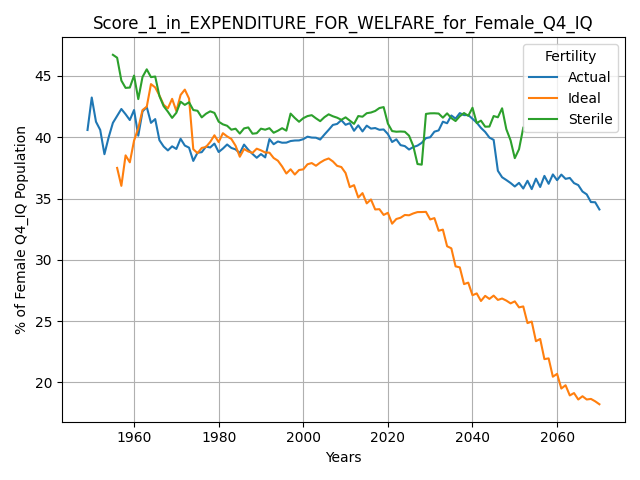 Score_1_in_EXPENDITURE_FOR_WELFARE_for_Female_Q4_IQ
Fertility
Actual
Ideal
Sterile
% of Female Q4_IQ Population
45
40
35
30
25
20
1960
1980
2000
2020
2040
2060
Years